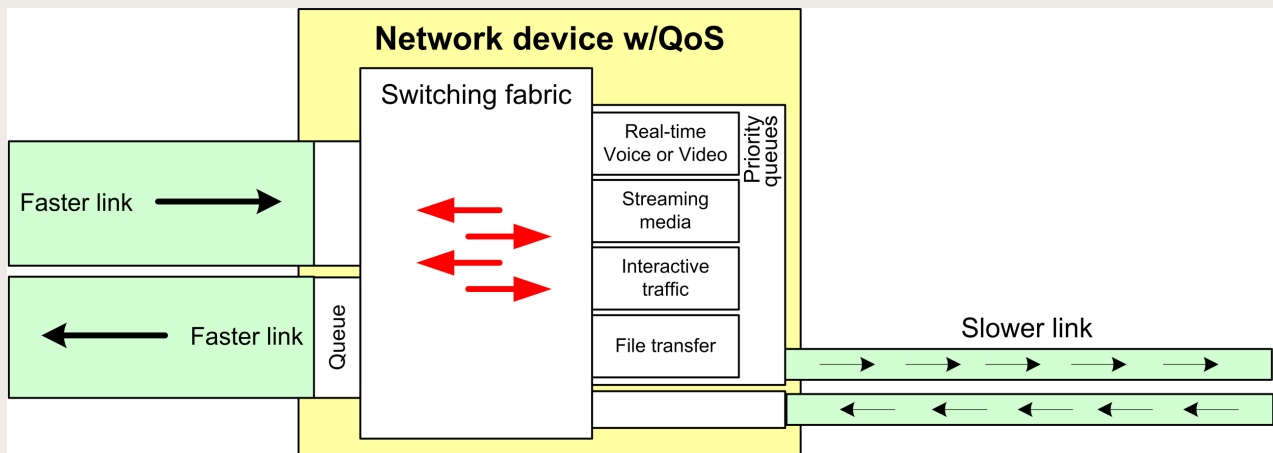 Network device w/QoS
Switching fabric
Real-time
Voice or Video
Priority
queues
Streaming
media
Interactive
traffic
File transfer
Faster link
Faster link
Queue
Slower link